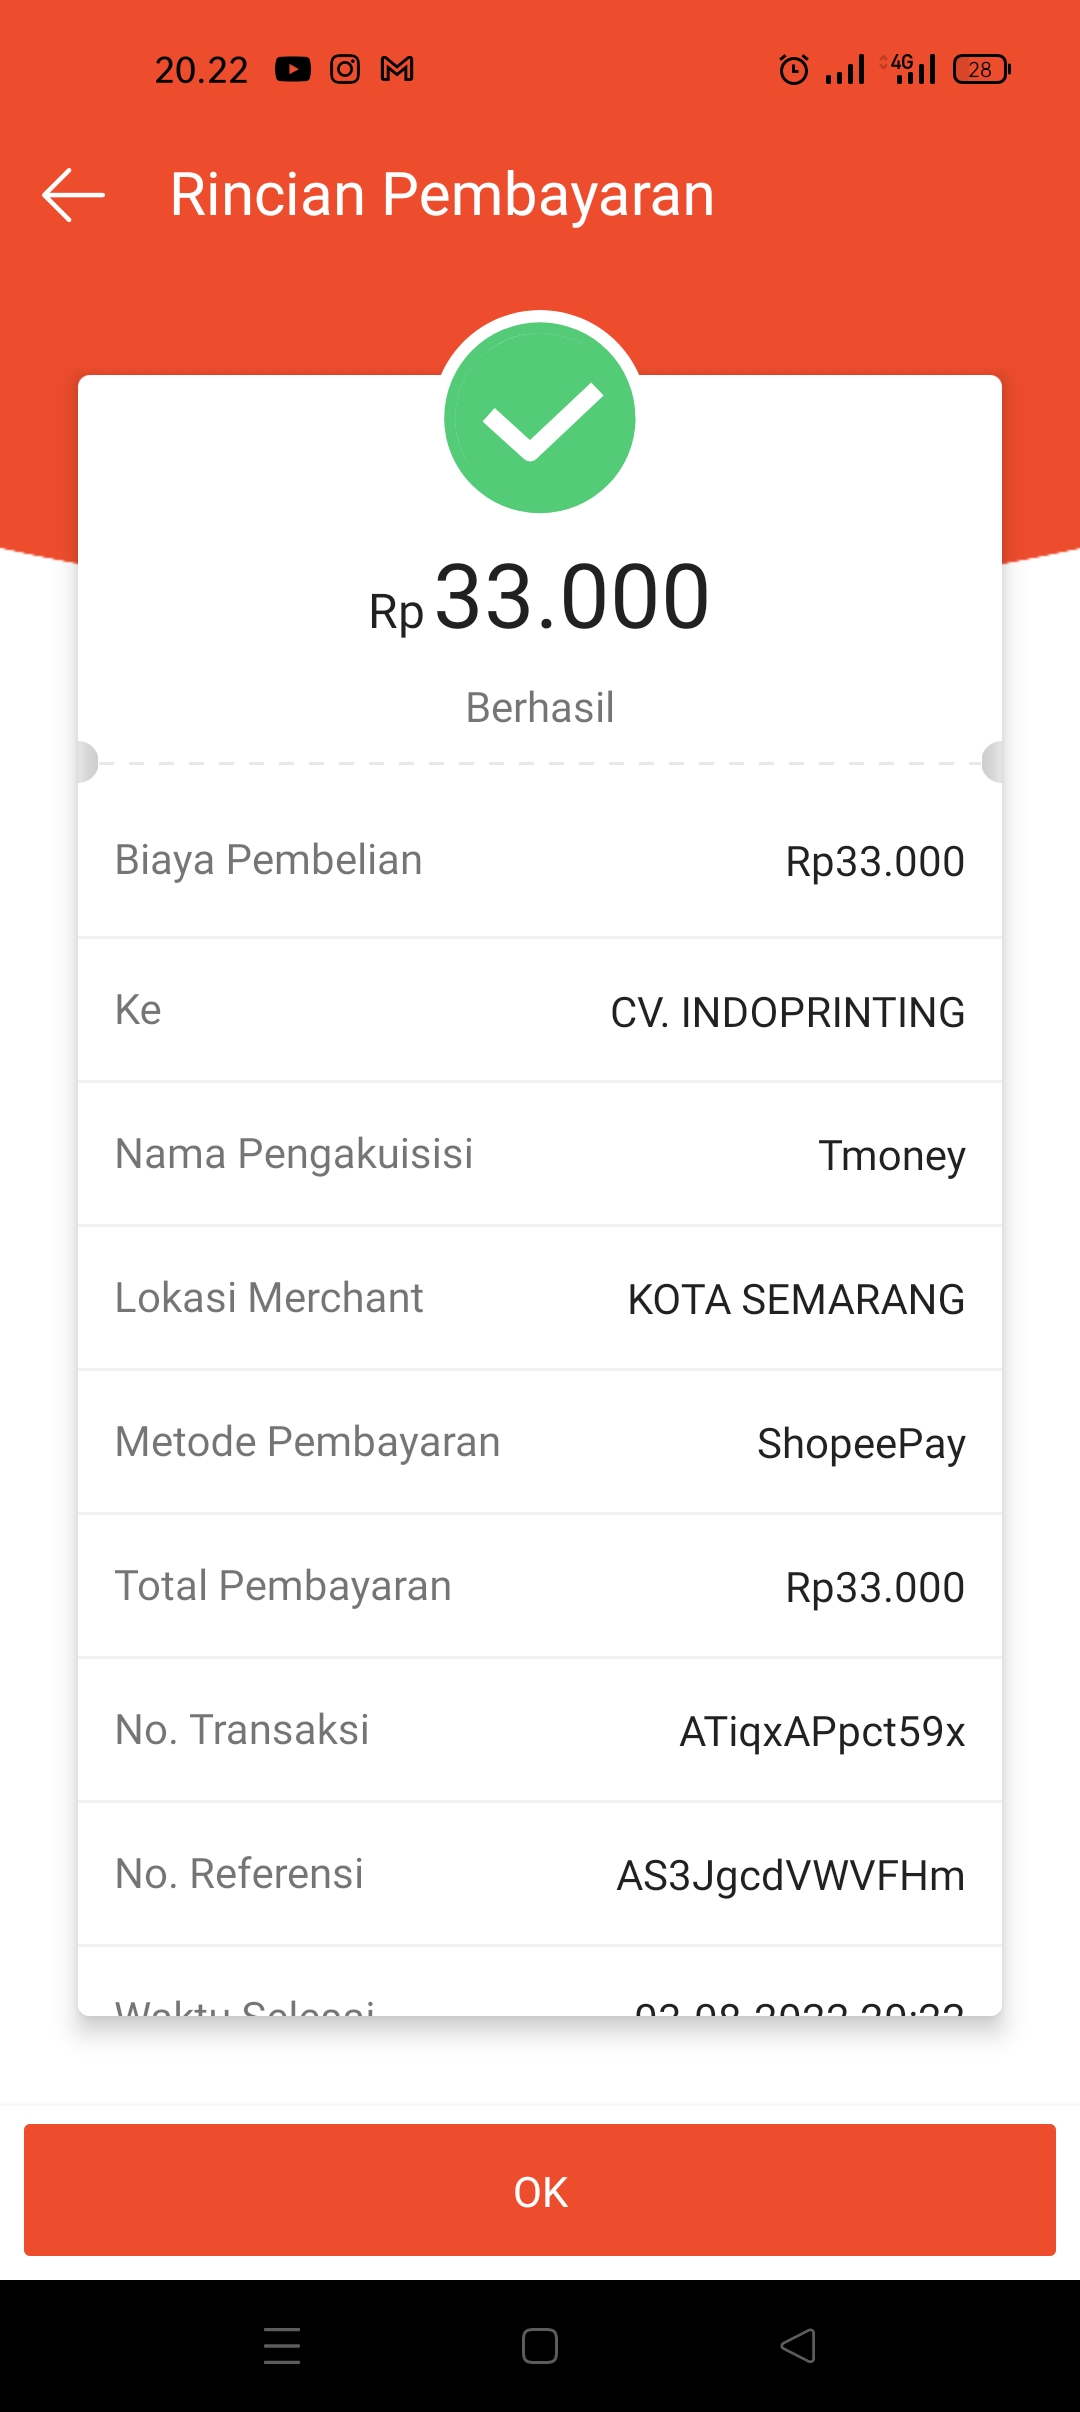 20.22
4G
28
Rincian Pembayaran
Rp 33.000
Berhasil
Biaya Pembelian Rp33.000
Ke CV. INDOPRINTING
Nama Pengakuisisi Tmoney
Lokasi Merchant KOTA SEMARANG
Metode Pembayaran ShopeePay
Total Pembayaran Rp33.000
No. Transaksi ATiqxAPpct59x
No. Referensi AS3JgcdVWVFHm
Waktu Selesai
OK